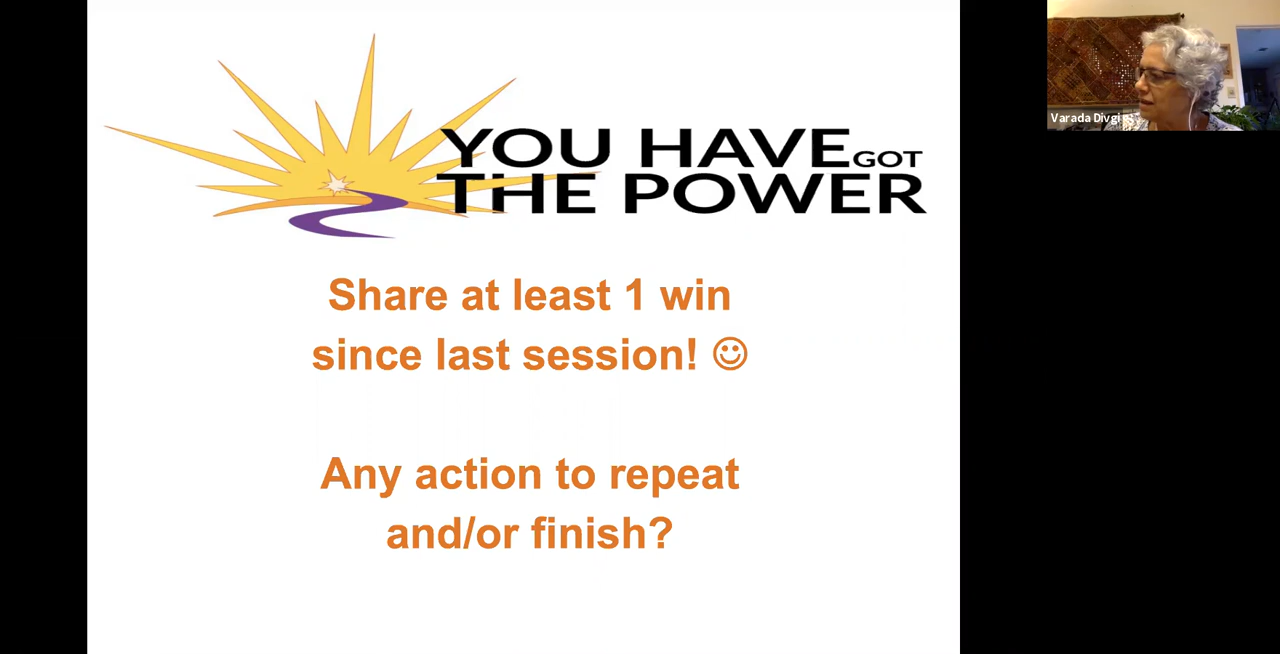 YOU HAVE GOT
THE POWER
Share at least 1 win
since last session! ☺
Any action to repeat
and/or finish?
Varada Divgi